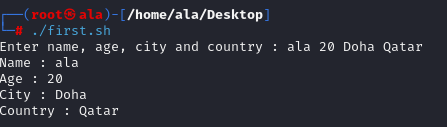 ┌──(root㉿ala)-[/home/ala/Desktop]
└─# ./first.sh
Enter name, age, city and country : ala 20 Doha Qatar
Name : ala
Age : 20
City : Doha
Country : Qatar